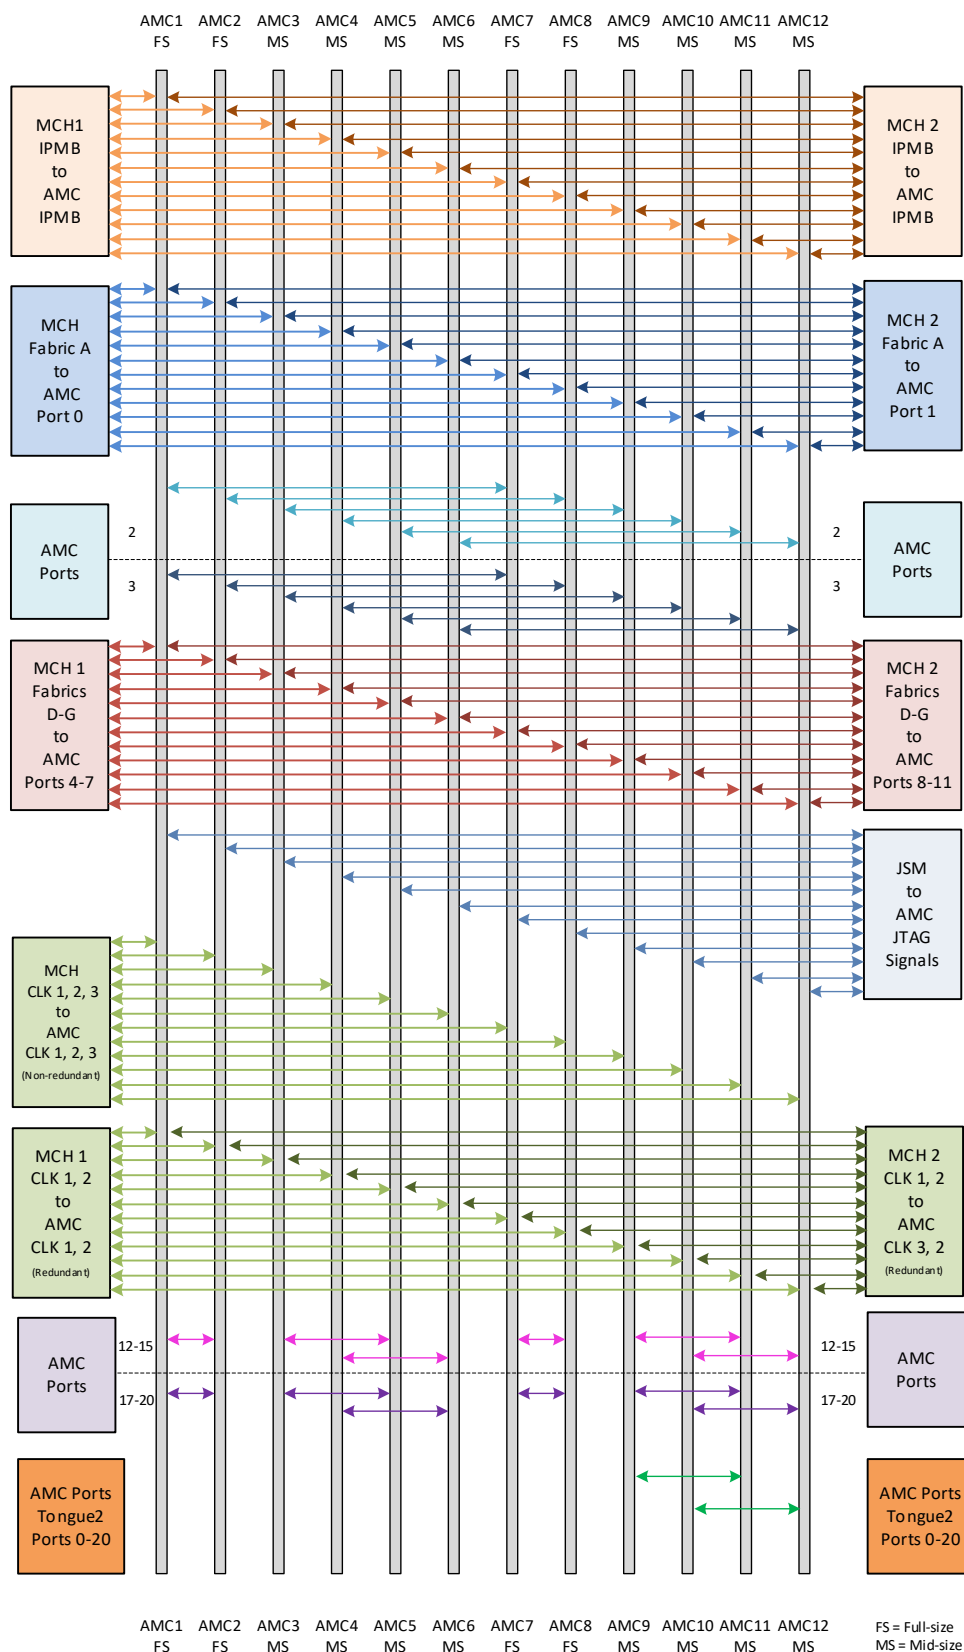 AMC1 AMC2 AMC3 AMC4 AMC5 AMC6 AMC7 AMC8 AMC9 AMC10 AMC11 AMC12
FS FS MS MS MS MS FS FS MS MS MS MS
MCH1
IPMB
to
AMC
IPMB
MCH 2
IPMB
to
AMC
IPMB
MCH
Fabric A
to
AMC
Port 0
MCH 2
Fabric A
to
AMC
Port 1
AMC
Ports
2
3
2
3
AMC
Ports
MCH 1
Fabrics
D-G
to
AMC
Ports 4-7
MCH 2
Fabrics
D-G
to
AMC
Ports 8-11
JSM
to
AMC
JTAG
Signals
MCH
CLK 1, 2, 3
to
AMC
CLK 1, 2, 3
(Non-redundant)
MCH 1
CLK 1, 2
to
AMC
CLK 1, 2
(Redundant)
MCH 2
CLK 1, 2
to
AMC
CLK 3, 2
(Redundant)
AMC
Ports
12-15
17-20
12-15
17-20
AMC
Ports
AMC Ports
Tongue2
Ports 0-20
AMC Ports
Tongue2
Ports 0-20
AMC1 AMC2 AMC3 AMC4 AMC5 AMC6 AMC7 AMC8 AMC9 AMC10 AMC11 AMC12
FS FS MS MS MS MS FS FS MS MS MS MS
FS = Full-size
MS = Mid-size